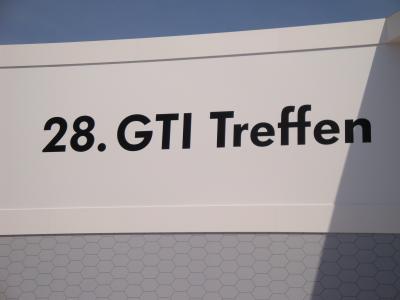 28. GTI Treffen